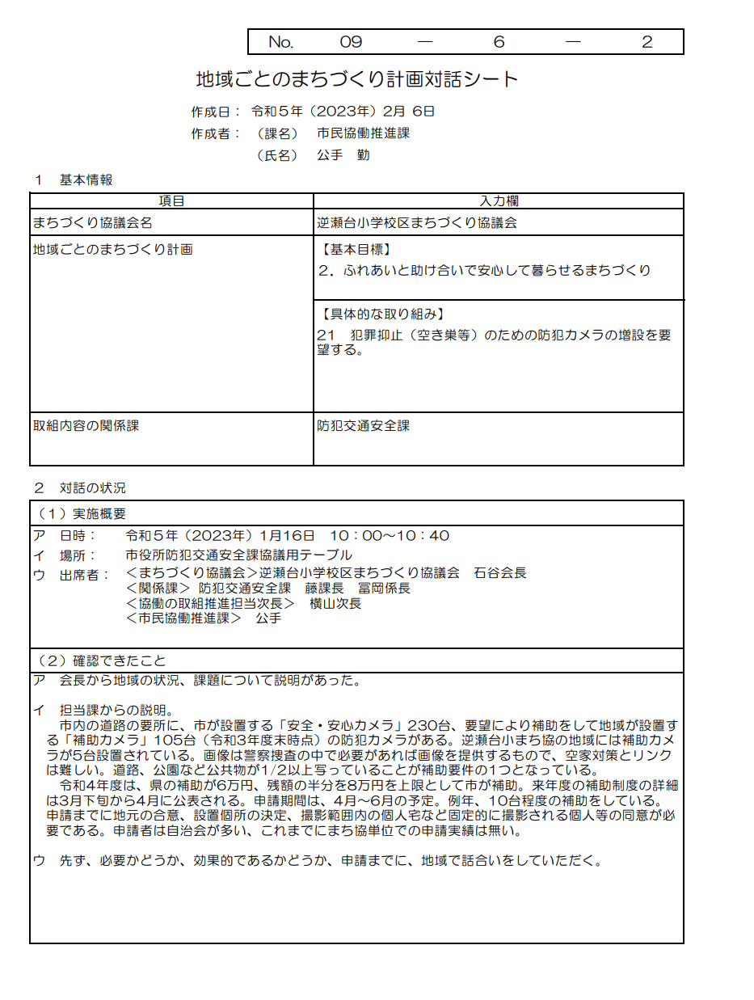 No. 09 － 6 － 2
地域ごとのまちづくり計画対話シート
作成日： 令和５年（2023年）2月 6日
作成者： （課名） 市民協働推進課
（氏名） 公手 勤
１ 基本情報
項目 入力欄
まちづくり協議会名 逆瀬台小学校区まちづくり協議会
地域ごとのまちづくり計画 【基本目標】
２．ふれあいと助け合いで安心して暮らせるまちづくり
【具体的な取り組み】
21 犯罪抑止（空き巣等）のための防犯カメラの増設を要
望する。
取組内容の関係課 防犯交通安全課
２ 対話の状況
（１）実施概要
ア 日時： 令和５年（2023年）1月16日 10：00～10：40
イ 場所： 市役所防犯交通安全課協議用テーブル
ウ 出席者： ＜まちづくり協議会＞逆瀬台小学校区まちづくり協議会 石谷会長
＜関係課＞ 防犯交通安全課 藤課長 冨岡係長
＜協働の取組推進担当次長＞ 横山次長
＜市民協働推進課＞ 公手
（２）確認できたこと
ア 会長から地域の状況、課題について説明があった。
イ 担当課からの説明。
市内の道路の要所に、市が設置する「安全・安心カメラ」230台、要望により補助をして地域が設置す
る「補助カメラ」105台（令和3年度末時点）の防犯カメラがある。逆瀬台小まち協の地域には補助カメ
ラが5台設置されている。画像は警察捜査の中で必要があれば画像を提供するもので、空家対策とリンク
は難しい。道路、公園など公共物が1/2以上写っていることが補助要件の1つとなっている。
令和4年度は、県の補助が6万円、残額の半分を8万円を上限として市が補助。来年度の補助制度の詳細
は3月下旬から4月に公表される。申請期間は、4月～6月の予定。例年、10台程度の補助をしている。
申請までに地元の合意、設置個所の決定、撮影範囲内の個人宅など固定的に撮影される個人等の同意が必
要である。申請者は自治会が多い、これまでにまち協単位での申請実績は無い。
ウ 先ず、必要かどうか、効果的であるかどうか、申請までに、地域で話合いをしていただく。